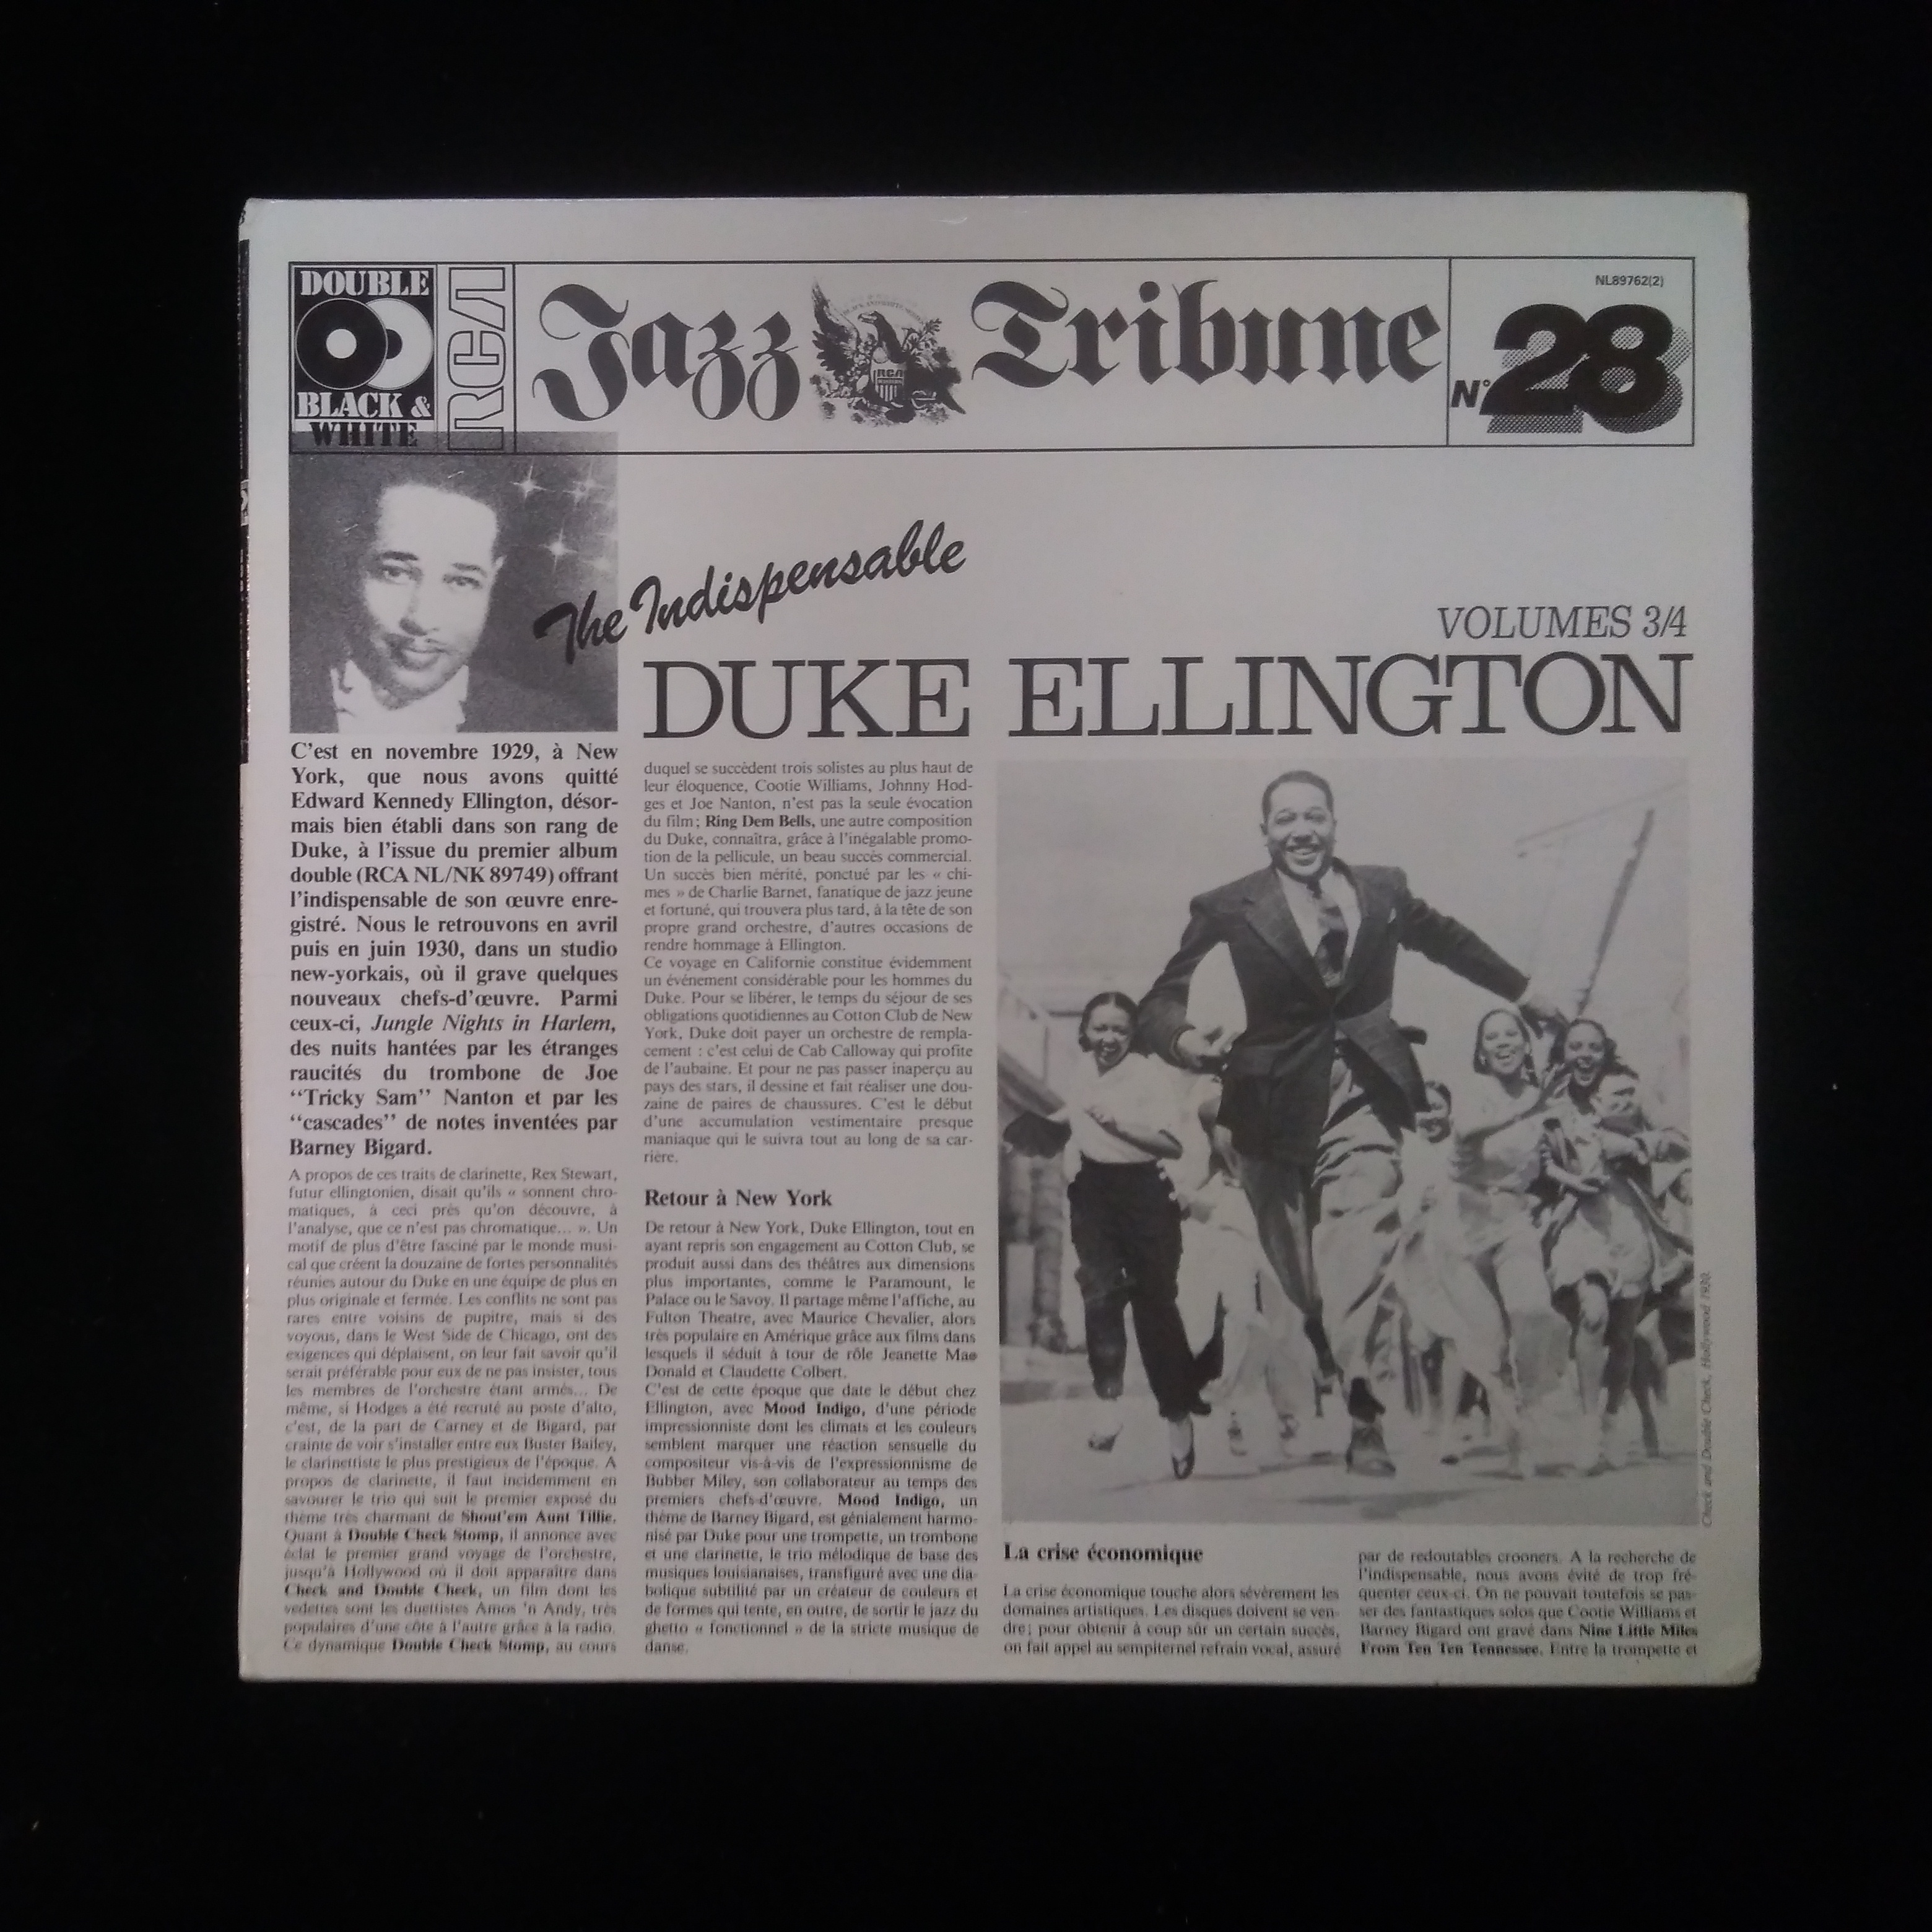 DOUBLE
BLACK &
WHITE
RCA
Jazz Tribune
RCA
NL89762(2)
N° 28
The Indispensable
VOLUMES 3/4
DUKE ELLINGTON
C'est en novembre 1929, à New
York, que nous avons quitté
Edward Kennedy Ellington, désor-
mais bien établi dans son rang de
Duke, à l'issue du premier album
double (RCA NL/NK 89749) offrant
l'indispensable de son œuvre enre-
gistré. Nous le retrouvons en avril
puis en juin 1930, dans un studio
new-yorkais, où il grave quelques
nouveaux chefs-d'œuvre. Parmi
ceux-ci, Jungle Nights in Harlem,
des nuits hantées par les étranges
raucités du trombone de Joe
“Tricky Sam” Nanton et par les
“cascades” de notes inventées par
Barney Bigard.
A propos de ces traits de clarinette, Rex Stewart,
futur ellingtonien, disait qu'ils « sonnent chro-
matiques, à ceci près qu'on découvre, à
l'analyse, que ce n'est pas chromatique... ». Un
motif de plus d'être fasciné par le monde musi-
cal que créent la douzaine de fortes personnalités
réunies autour du Duke en une équipe de plus en
plus originale et fermée. Les conflits ne sont pas
rares entre voisins de pupitre, mais si des
voyous, dans le West Side de Chicago, ont des
exigences qui déplaisent, on leur fait savoir qu'il
serait préférable pour eux de ne pas insister, tous
les membres de l'orchestre étant armés... De
même, si Hodges a été recruté au poste d'alto,
c'est, de la part de Carney et de Bigard, par
crainte de voir s'installer entre eux Buster Bailey,
le clarinettiste le plus prestigieux de l'époque. A
propos de clarinette, il faut incidemment en
savourer le trio qui suit le premier exposé du
thème très charmant de Shout'em Aunt Tillie.
Quant à Double Check Stomp, il annonce avec
éclat le premier grand voyage de l'orchestre,
jusqu'à Hollywood où il doit apparaître dans
Check and Double Check, un film dont les
vedettes sont les duettistes Amos 'n Andy, très
populaires d'une côte à l'autre grâce à la radio.
Ce dynamique Double Check Stomp, au cours
duquel se succèdent trois solistes au plus haut de
leur éloquence, Cootie Williams, Johnny Hod-
ges et Joe Nanton, n'est pas la seule évocation
du film ; Ring Dem Bells, une autre composition
du Duke, connaîtra, grâce à l'inégalable promo-
tion de la pellicule, un beau succès commercial.
Un succès bien mérité, ponctué par les « chi-
mes » de Charlie Barnet, fanatique de jazz jeune
et fortuné, qui trouvera plus tard, à la tête de son
propre grand orchestre, d'autres occasions de
rendre hommage à Ellington.
Ce voyage en Californie constitue évidemment
un événement considérable pour les hommes du
Duke. Pour se libérer, le temps du séjour de ses
obligations quotidiennes au Cotton Club de New
York, Duke doit payer un orchestre de rempla-
cement : c'est celui de Cab Calloway qui profite
de l'aubaine. Et pour ne pas passer inaperçu au
pays des stars, il dessine et fait réaliser une dou-
zaine de paires de chaussures. C'est le début
d'une accumulation vestimentaire presque
maniaque qui le suivra tout au long de sa car-
rière.
Retour à New York
De retour à New York, Duke Ellington, tout en
ayant repris son engagement au Cotton Club, se
produit aussi dans des théâtres aux dimensions
plus importantes, comme le Paramount, le
Palace ou le Savoy. Il partage même l'affiche, au
Fulton Theatre, avec Maurice Chevalier, alors
très populaire en Amérique grâce aux films dans
lesquels il séduit à tour de rôle Jeanette Mac
Donald et Claudette Colbert.
C'est de cette époque que date le début chez
Ellington, avec Mood Indigo, d'une période
impressionniste dont les climats et les couleurs
semblent marquer une réaction sensuelle du
compositeur vis-à-vis de l'expressionnisme de
Bubber Miley, son collaborateur au temps des
premiers chefs-d'œuvre. Mood Indigo, un
thème de Barney Bigard, est génialement harmo-
nisé par Duke pour une trompette, un trombone
et une clarinette, le trio mélodique de base des
musiques louisianaises, transfiguré avec une dia-
bolique subtilité par un créateur de couleurs et
de formes qui tente, en outre, de sortir le jazz du
ghetto « fonctionnel » de la stricte musique de
danse.
Check and Double Check, Hollywood 1930.
La crise économique
La crise économique touche alors sévèrement les
domaines artistiques. Les disques doivent se ven-
dre ; pour obtenir à coup sûr un certain succès,
on fait appel au sempiternel refrain vocal, assuré
par de redoutables crooners. A la recherche de
l'indispensable, nous avons évité de trop fré-
quenter ceux-ci. On ne pouvait toutefois se pas-
ser des fantastiques solos que Cootie Williams et
Barney Bigard ont gravé dans Nine Little Miles
From Ten Ten Tennessee. Entre la trompette et